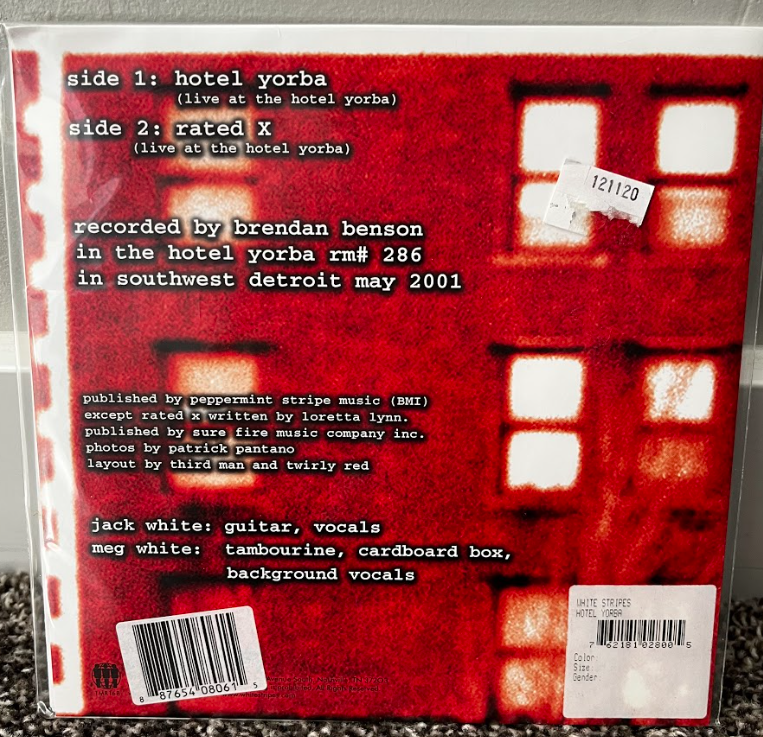 side 1: hotel yorba
(live at the hotel yorba)
side 2: rated X
(live at the hotel yorba)
121120
recorded by brendan benson
in the hotel yorba rm# 286
in southwest detroit may 2001
published by peppermint stripe music (BMI)
except rated x written by loretta lynn.
published by sure fire music company inc.
photos by patrick pantano
layout by third man and twirly red
jack white: guitar, vocals
meg white: tambourine, cardboard box,
background vocals
WHITE STRIPES
HOTEL YORBA
7 62181 02800 5
Color:
Size:
Gender
8 87654 08061 5